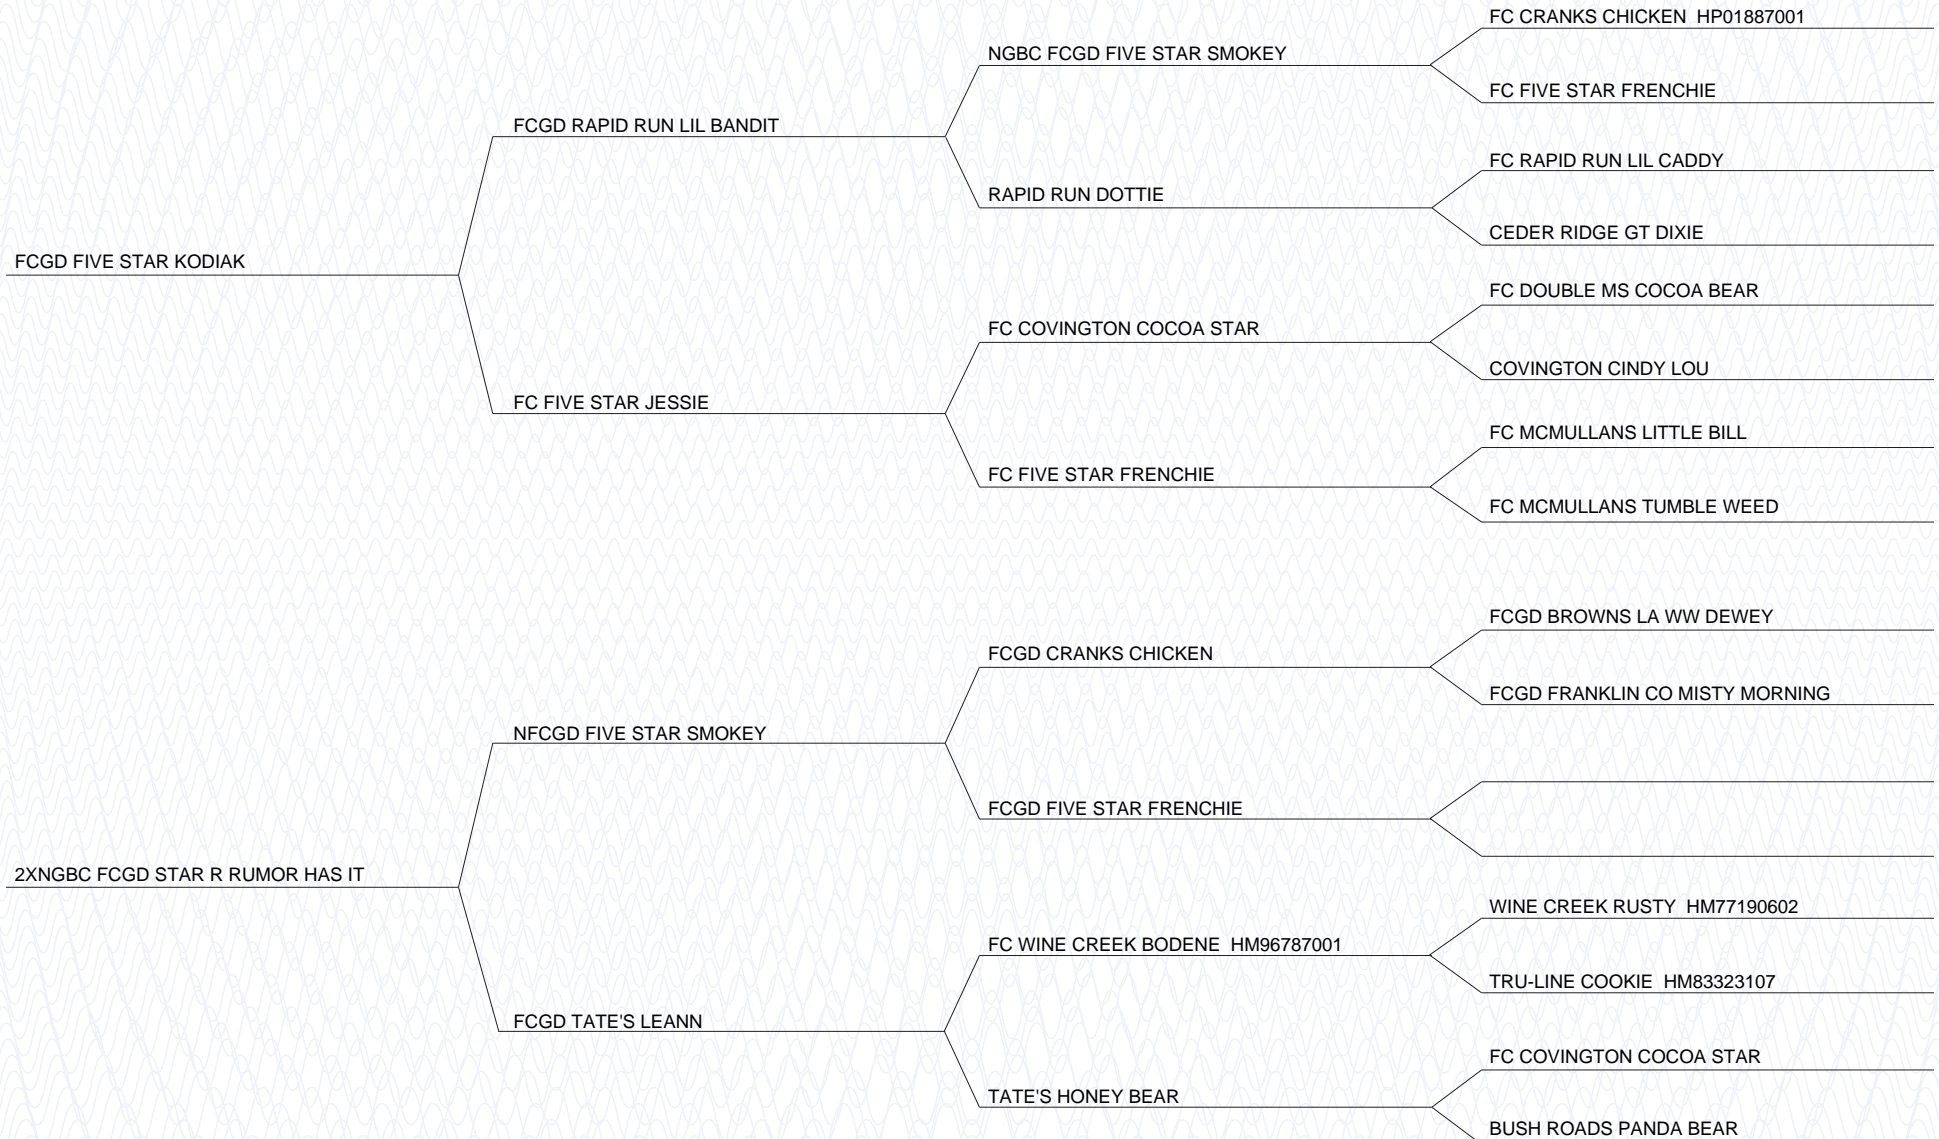 FC CRANKS CHICKEN  HP01887001
NGBC FCGD FIVE STAR SMOKEY
FC FIVE STAR FRENCHIE
FCGD RAPID RUN LIL BANDIT
FC RAPID RUN LIL CADDY
RAPID RUN DOTTIE
CEDER RIDGE GT DIXIE
FCGD FIVE STAR KODIAK
FC DOUBLE MS COCOA BEAR
FC COVINGTON COCOA STAR
COVINGTON CINDY LOU
FC FIVE STAR JESSIE
FC MCMULLANS LITTLE BILL
FC FIVE STAR FRENCHIE
FC MCMULLANS TUMBLE WEED
FCGD BROWNS LA WW DEWEY
FCGD CRANKS CHICKEN
FCGD FRANKLIN CO MISTY MORNING
NFCGD FIVE STAR SMOKEY
FCGD FIVE STAR FRENCHIE
2XNGBC FCGD STAR R RUMOR HAS IT
WINE CREEK RUSTY  HM77190602
FC WINE CREEK BODENE  HM96787001
TRU-LINE COOKIE  HM83323107
FCGD TATE'S LEANN
FC COVINGTON COCOA STAR
TATE'S HONEY BEAR
BUSH ROADS PANDA BEAR